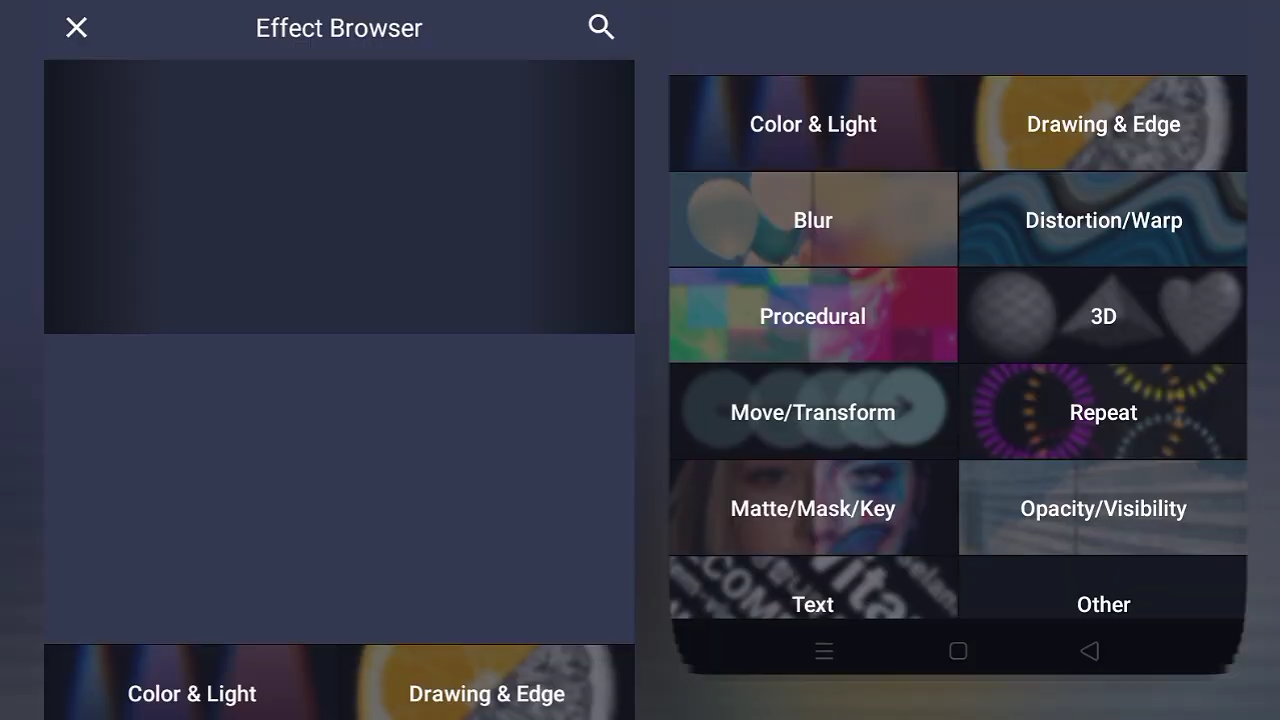 Effect Browser
Color & Light
Drawing & Edge
Color & Light
Drawing & Edge
Blur
Distortion/Warp
Procedural
3D
Move/Transform
Repeat
Matte/Mask/Key
Opacity/Visibility
Text
Other